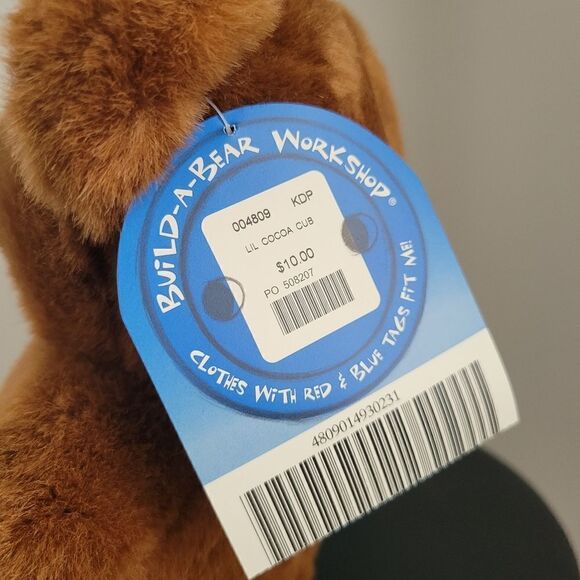 BUILD-A-BEAR WORKSHOP®
004809 KDP
LIL COCOA CUB
$10.00
PO 508207
CLOTHES WITH RED & BLUE TAGS FIT ME!
4809014930231